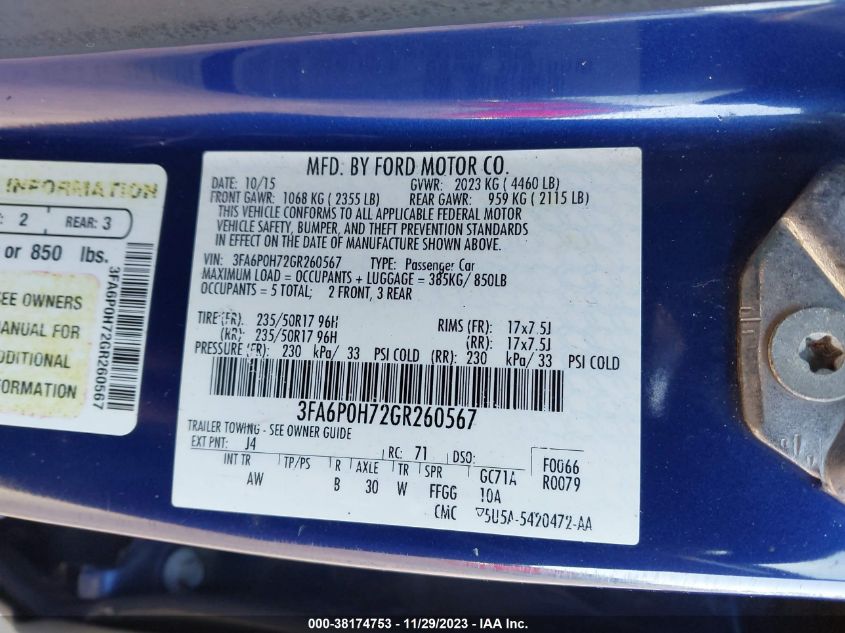 INFORMATION
: 2 REAR: 3
or 850 lbs.
SEE OWNERS
MANUAL FOR
ADDITIONAL
INFORMATION
3FA6P0H72GR260567
MFD. BY FORD MOTOR CO.
DATE: 10/15 GVWR: 2023 KG ( 4460 LB)
FRONT GAWR: 1068 KG ( 2355 LB) REAR GAWR: 959 KG ( 2115 LB)
THIS VEHICLE CONFORMS TO ALL APPLICABLE FEDERAL MOTOR
VEHICLE SAFETY, BUMPER, AND THEFT PREVENTION STANDARDS
IN EFFECT ON THE DATE OF MANUFACTURE SHOWN ABOVE.
VIN: 3FA6P0H72GR260567 TYPE: Passenger Car
MAXIMUM LOAD = OCCUPANTS + LUGGAGE = 385KG/ 850LB
OCCUPANTS = 5 TOTAL; 2 FRONT, 3 REAR
TIRE(FR): 235/50R17 96H RIMS (FR): 17x7.5J
(RR): 235/50R17 96H (RR): 17x7.5J
PRESSURE (FR): 230 kPa/ 33 PSI COLD (RR): 230 kPa/ 33 PSI COLD
3FA6P0H72GR260567
TRAILER TOWING - SEE OWNER GUIDE
EXT PNT: J4 RC: 71 DSO: F0066
INT TR TP/PS R AXLE TR SPR GC71A R0079
AW B 30 W FFGG 10A
CMC 5U5A-5420472-AA
000-38174753 - 11/29/2023 - IAA Inc.